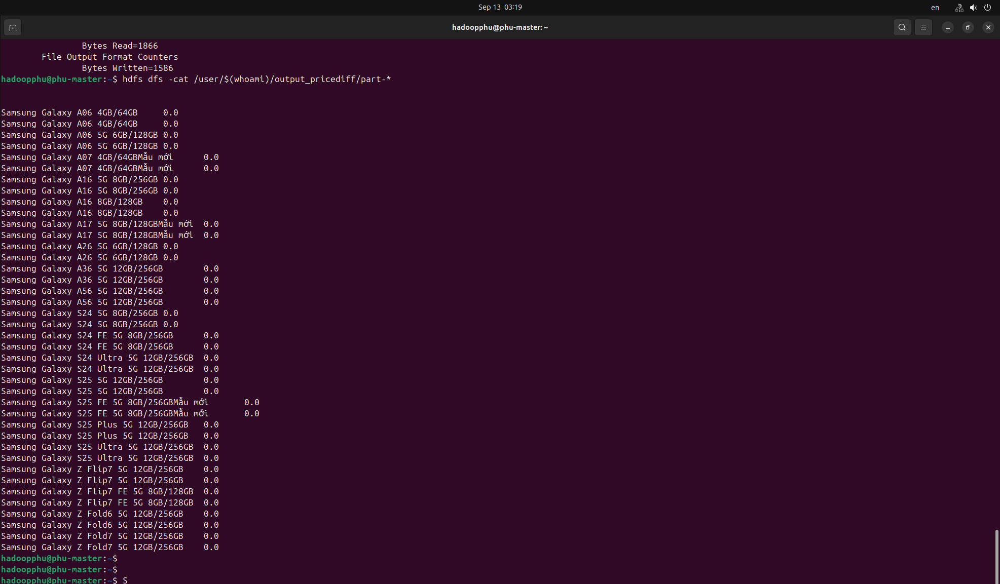 Sep 13 03:19
en
hadoopphu@phu-master: ~
Bytes Read=1866
File Output Format Counters
Bytes Written=1586
hadoopphu@phu-master:~$ hdfs dfs -cat /user/$(whoami)/output_pricediff/part-*
Samsung Galaxy A06 4GB/64GB 0.0
Samsung Galaxy A06 4GB/64GB 0.0
Samsung Galaxy A06 5G 6GB/128GB 0.0
Samsung Galaxy A06 5G 6GB/128GB 0.0
Samsung Galaxy A07 4GB/64GBMẫu mới 0.0
Samsung Galaxy A07 4GB/64GBMẫu mới 0.0
Samsung Galaxy A16 5G 8GB/256GB 0.0
Samsung Galaxy A16 5G 8GB/256GB 0.0
Samsung Galaxy A16 8GB/128GB 0.0
Samsung Galaxy A16 8GB/128GB 0.0
Samsung Galaxy A17 5G 8GB/128GBMẫu mới 0.0
Samsung Galaxy A17 5G 8GB/128GBMẫu mới 0.0
Samsung Galaxy A26 5G 6GB/128GB 0.0
Samsung Galaxy A26 5G 6GB/128GB 0.0
Samsung Galaxy A36 5G 12GB/256GB 0.0
Samsung Galaxy A36 5G 12GB/256GB 0.0
Samsung Galaxy A56 5G 12GB/256GB 0.0
Samsung Galaxy A56 5G 12GB/256GB 0.0
Samsung Galaxy S24 5G 8GB/256GB 0.0
Samsung Galaxy S24 5G 8GB/256GB 0.0
Samsung Galaxy S24 FE 5G 8GB/256GB 0.0
Samsung Galaxy S24 FE 5G 8GB/256GB 0.0
Samsung Galaxy S24 Ultra 5G 12GB/256GB 0.0
Samsung Galaxy S24 Ultra 5G 12GB/256GB 0.0
Samsung Galaxy S25 5G 12GB/256GB 0.0
Samsung Galaxy S25 5G 12GB/256GB 0.0
Samsung Galaxy S25 FE 5G 8GB/256GBMẫu mới 0.0
Samsung Galaxy S25 FE 5G 8GB/256GBMẫu mới 0.0
Samsung Galaxy S25 Plus 5G 12GB/256GB 0.0
Samsung Galaxy S25 Plus 5G 12GB/256GB 0.0
Samsung Galaxy S25 Ultra 5G 12GB/256GB 0.0
Samsung Galaxy S25 Ultra 5G 12GB/256GB 0.0
Samsung Galaxy Z Flip7 5G 12GB/256GB 0.0
Samsung Galaxy Z Flip7 5G 12GB/256GB 0.0
Samsung Galaxy Z Flip7 FE 5G 8GB/128GB 0.0
Samsung Galaxy Z Flip7 FE 5G 8GB/128GB 0.0
Samsung Galaxy Z Fold6 5G 12GB/256GB 0.0
Samsung Galaxy Z Fold6 5G 12GB/256GB 0.0
Samsung Galaxy Z Fold7 5G 12GB/256GB 0.0
Samsung Galaxy Z Fold7 5G 12GB/256GB 0.0
hadoopphu@phu-master:~$
hadoopphu@phu-master:~$
hadoopphu@phu-master:~$ S